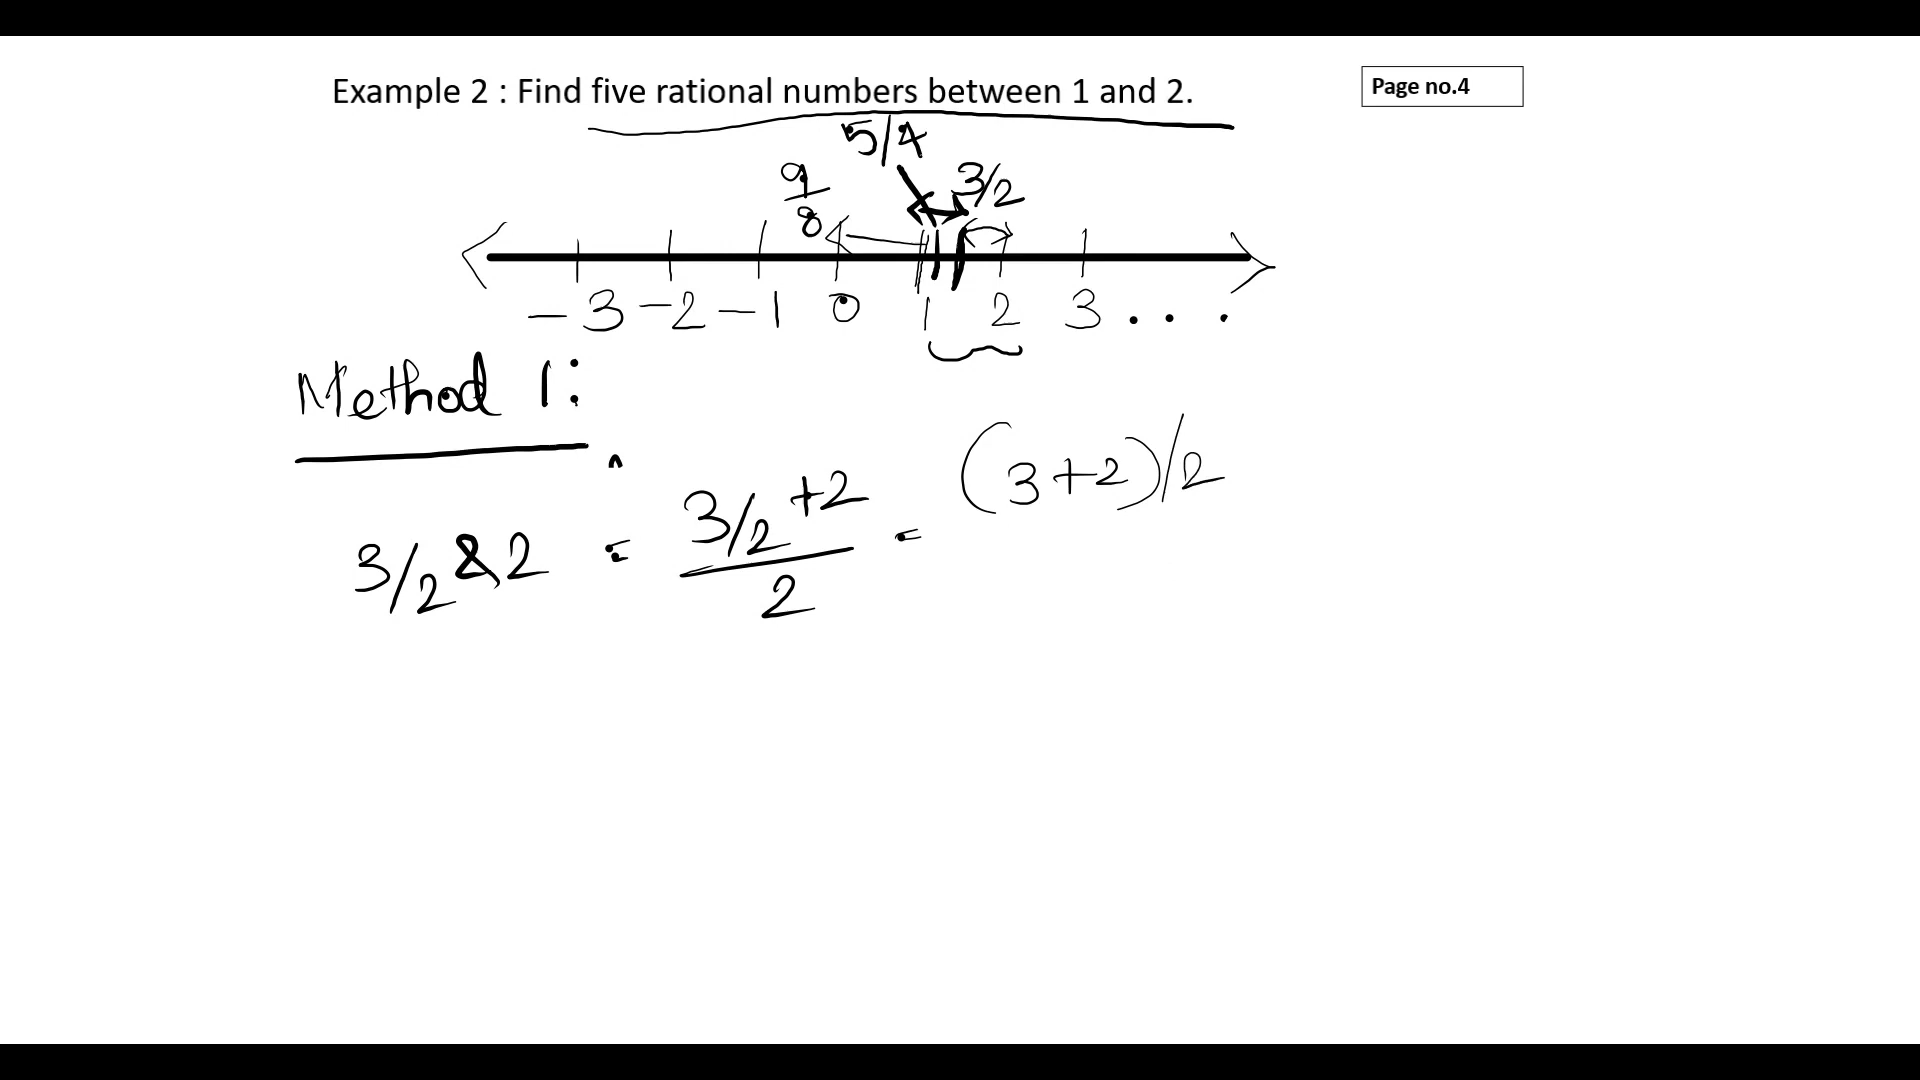 Example 2 : Find five rational numbers between 1 and 2.
Page no.4
5/4
9/8
3/2
-3 -2 -1 0 1 2 3 . . .
Method 1:
3/2 & 2 = 3/2 + 2 / 2 = (3+2)/2